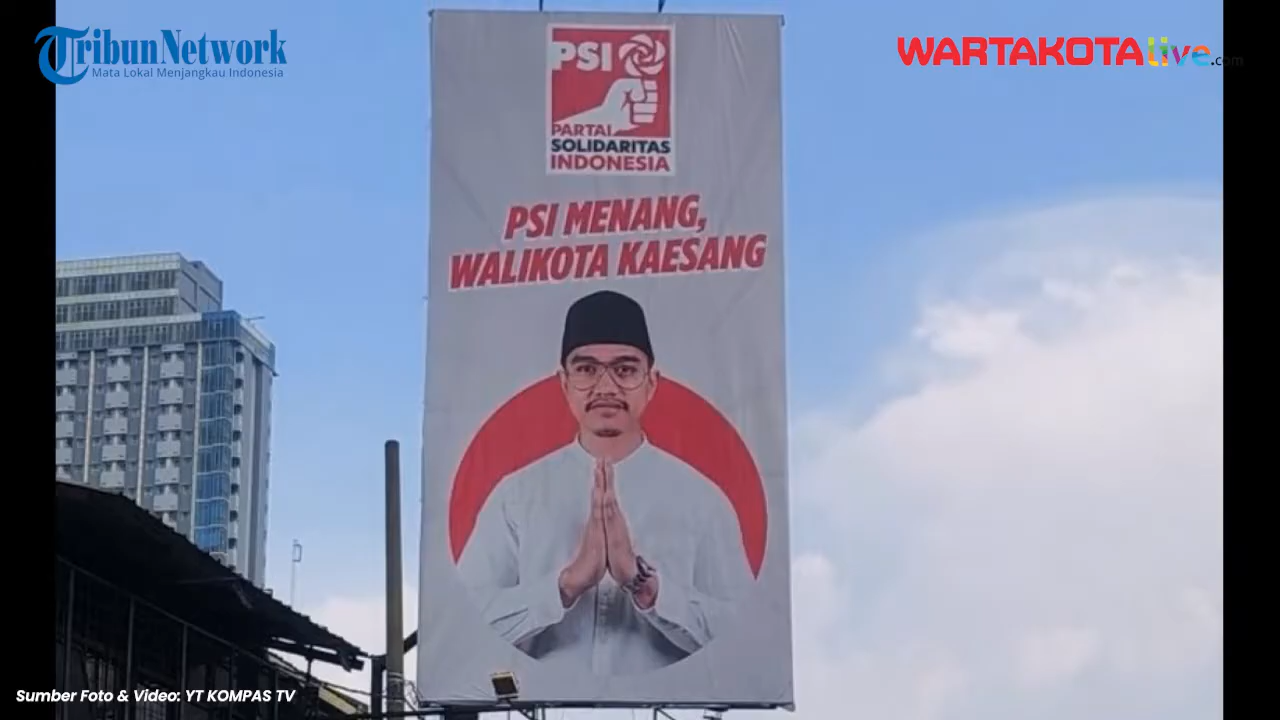 TribunNetwork
Mata Lokal Menjangkau Indonesia
WARTAKOTAlive.com
PSI
PARTAI
SOLIDARITAS
INDONESIA
PSI MENANG,
WALIKOTA KAESANG
Sumber Foto & Video: YT KOMPAS TV